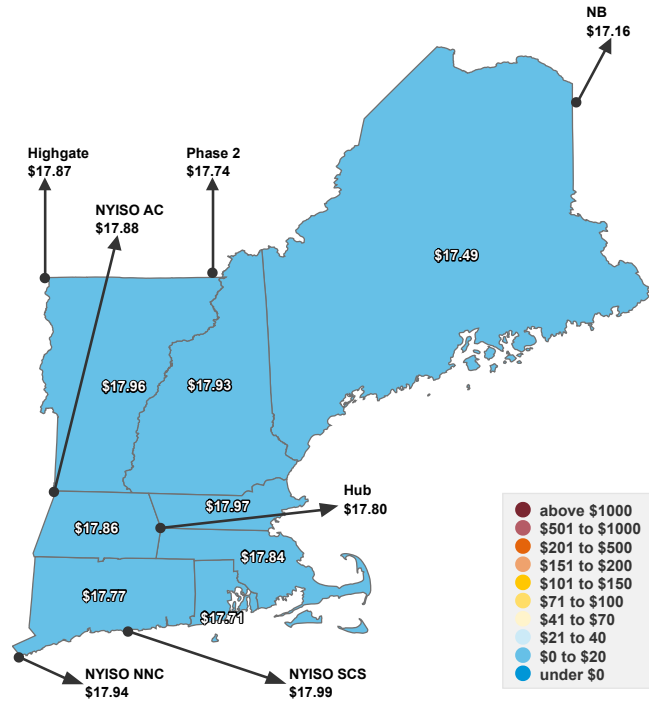 NB
$17.16
Highgate
$17.87
Phase 2
$17.74
NYISO AC
$17.88
$17.49
$17.96
$17.93
Hub
$17.80
$17.97
$17.86
$17.84
$17.77
$17.71
NYISO NNC
$17.94
NYISO SCS
$17.99
above $1000
$501 to $1000
$201 to $500
$151 to $200
$101 to $150
$71 to $100
$41 to $70
$21 to 40
$0 to $20
under $0